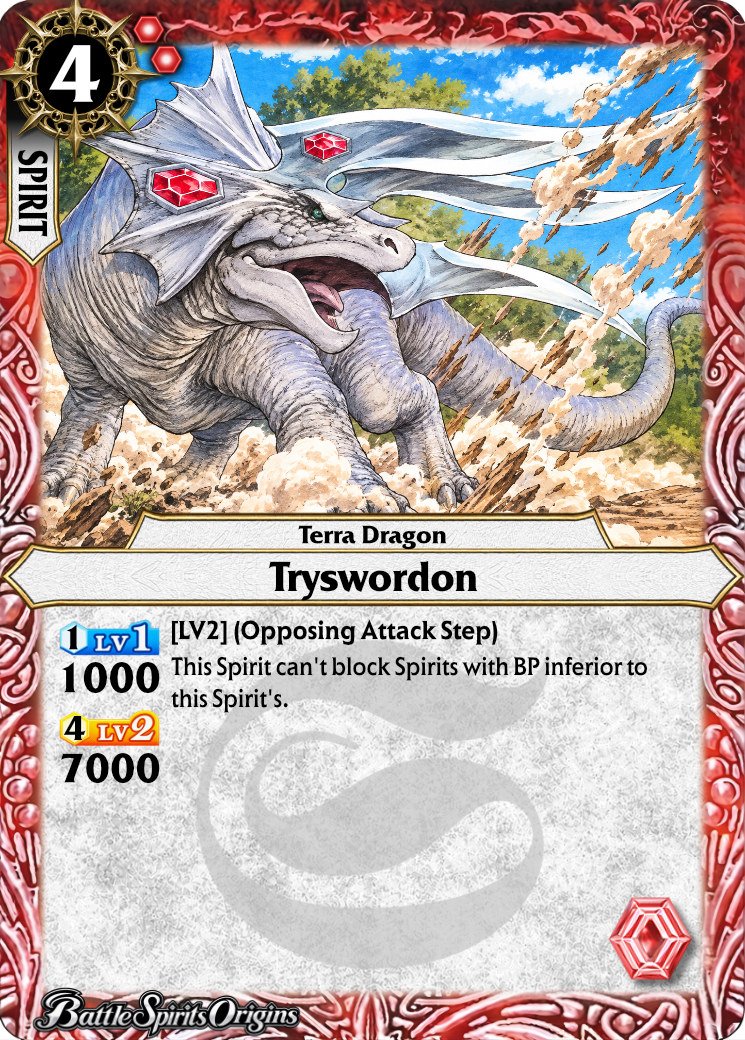 4
SPIRIT
Terra Dragon
Tryswordon
1 LV1
1000
4 LV2
7000
[LV2] (Opposing Attack Step)
This Spirit can't block Spirits with BP inferior to
this Spirit's.
Battle Spirits Origins